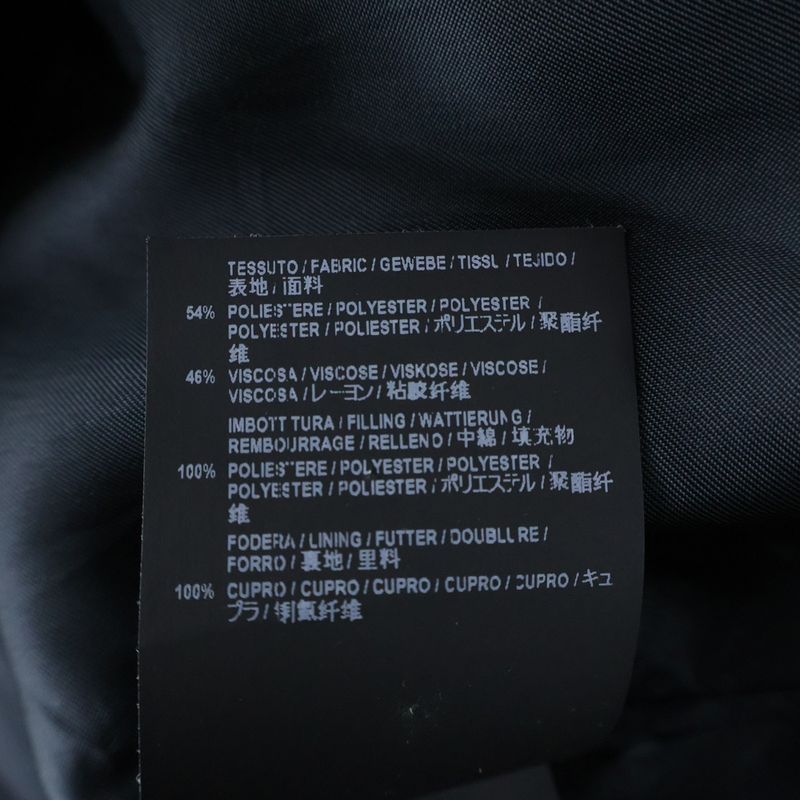 TESSUTO / FABRIC / GEWEBE / TISSU / TEJIDO /
表地 / 面料
54% POLIESTERE / POLYESTER / POLYESTER /
POLYESTER / POLIESTER / ポリエステル / 聚酯纤
维
46% VISCOSA / VISCOSE / VISKOSE / VISCOSE /
VISCOSA / レーヨン / 粘胶纤维
IMBOTTITURA / FILLING / WATTIERUNG /
REMBOURRAGE / RELLENO / 中綿 / 填充物
100% POLIESTERE / POLYESTER / POLYESTER /
POLYESTER / POLIESTER / ポリエステル / 聚酯纤
维
FODERA / LINING / FUTTER / DOUBLURE /
FORRO / 裏地 / 里料
100% CUPRO / CUPRO / CUPRO / CUPRO / CUPRO / キュ
プラ / 铜氨纤维